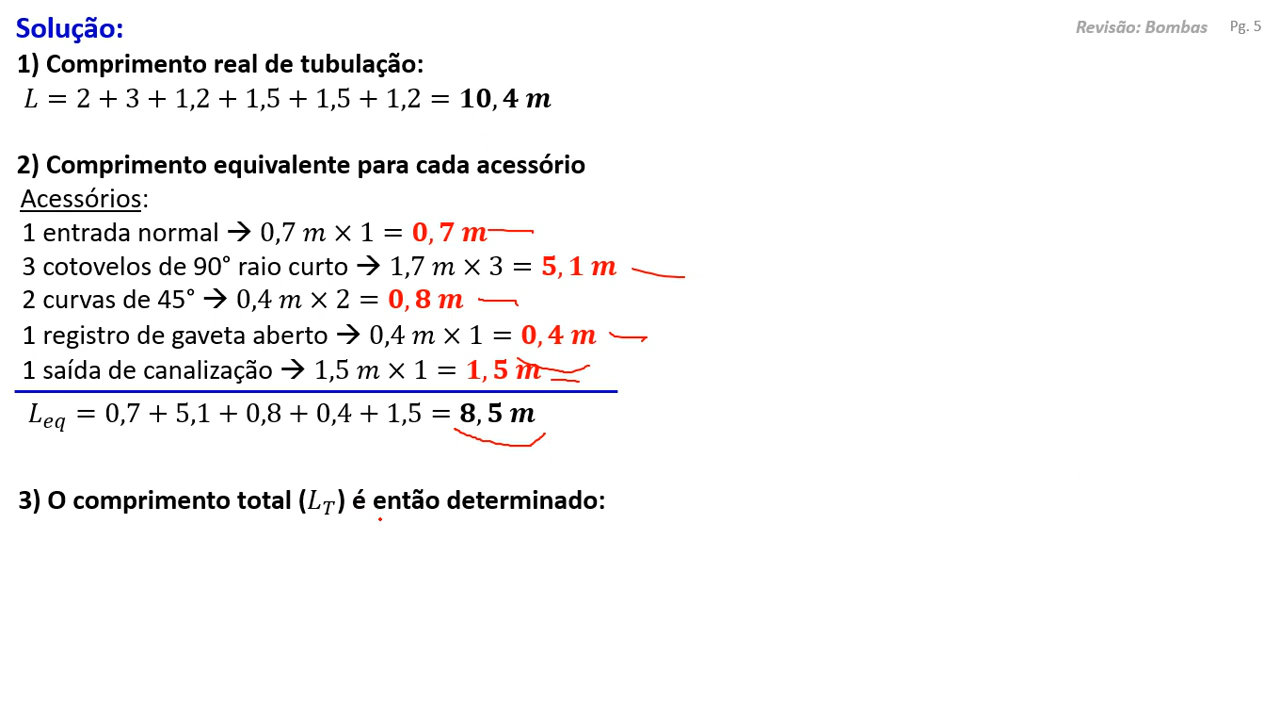 Solução:
Revisão: Bombas Pg. 5
1) Comprimento real de tubulação:
L = 2 + 3 + 1,2 + 1,5 + 1,5 + 1,2 = 10,4 m
2) Comprimento equivalente para cada acessório
Acessórios:
1 entrada normal → 0,7 m × 1 = 0,7 m
3 cotovelos de 90° raio curto → 1,7 m × 3 = 5,1 m
2 curvas de 45° → 0,4 m × 2 = 0,8 m
1 registro de gaveta aberto → 0,4 m × 1 = 0,4 m
1 saída de canalização → 1,5 m × 1 = 1,5 m
L_eq = 0,7 + 5,1 + 0,8 + 0,4 + 1,5 = 8,5 m
3) O comprimento total (L_T) é então determinado: